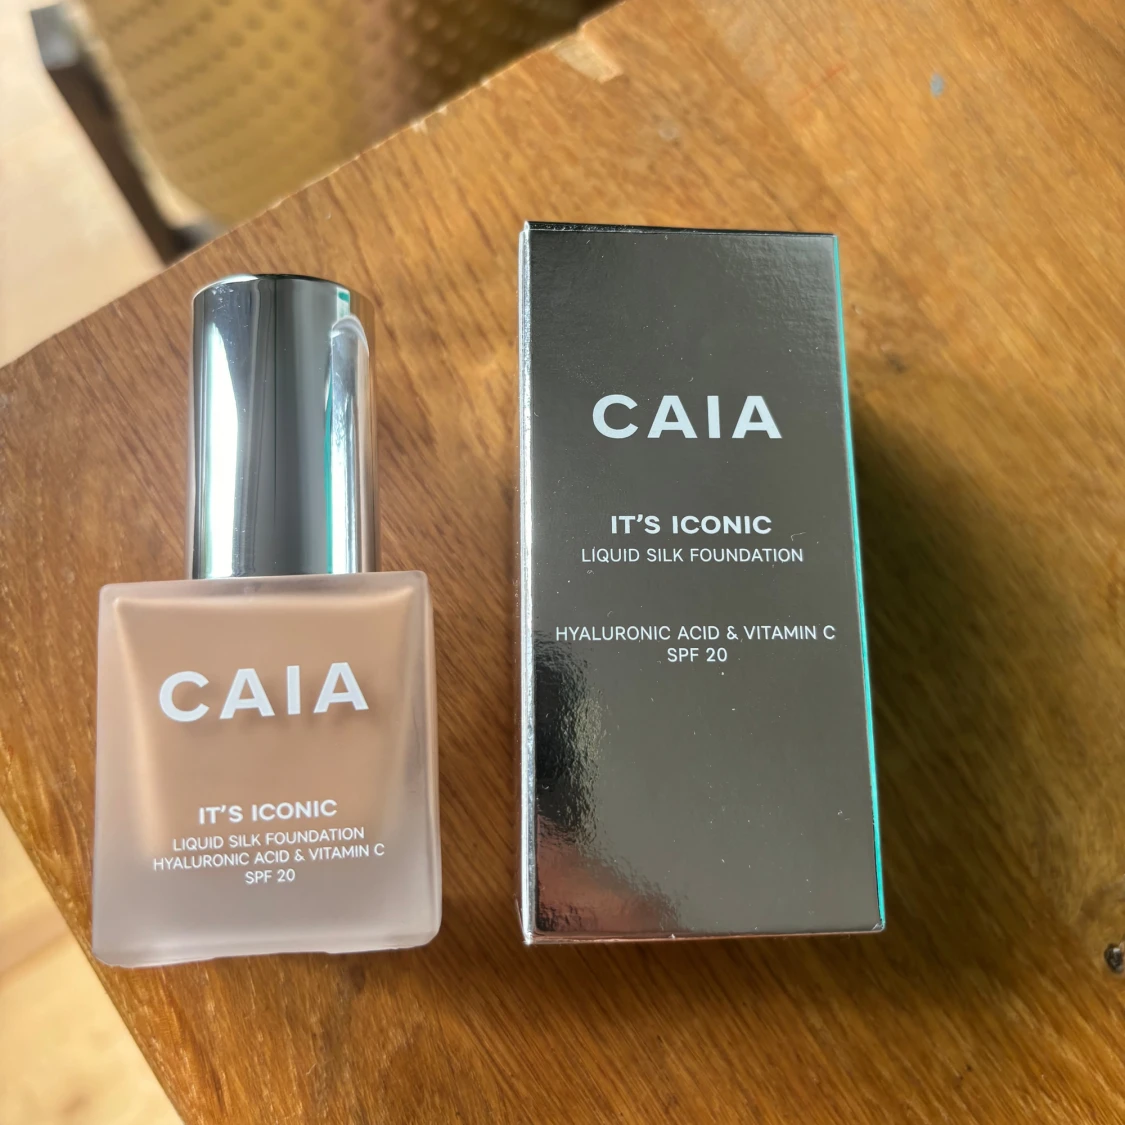 CAIA
IT'S ICONIC
LIQUID SILK FOUNDATION
HYALURONIC ACID & VITAMIN C
SPF 20
CAIA
IT'S ICONIC
LIQUID SILK FOUNDATION
HYALURONIC ACID & VITAMIN C
SPF 20